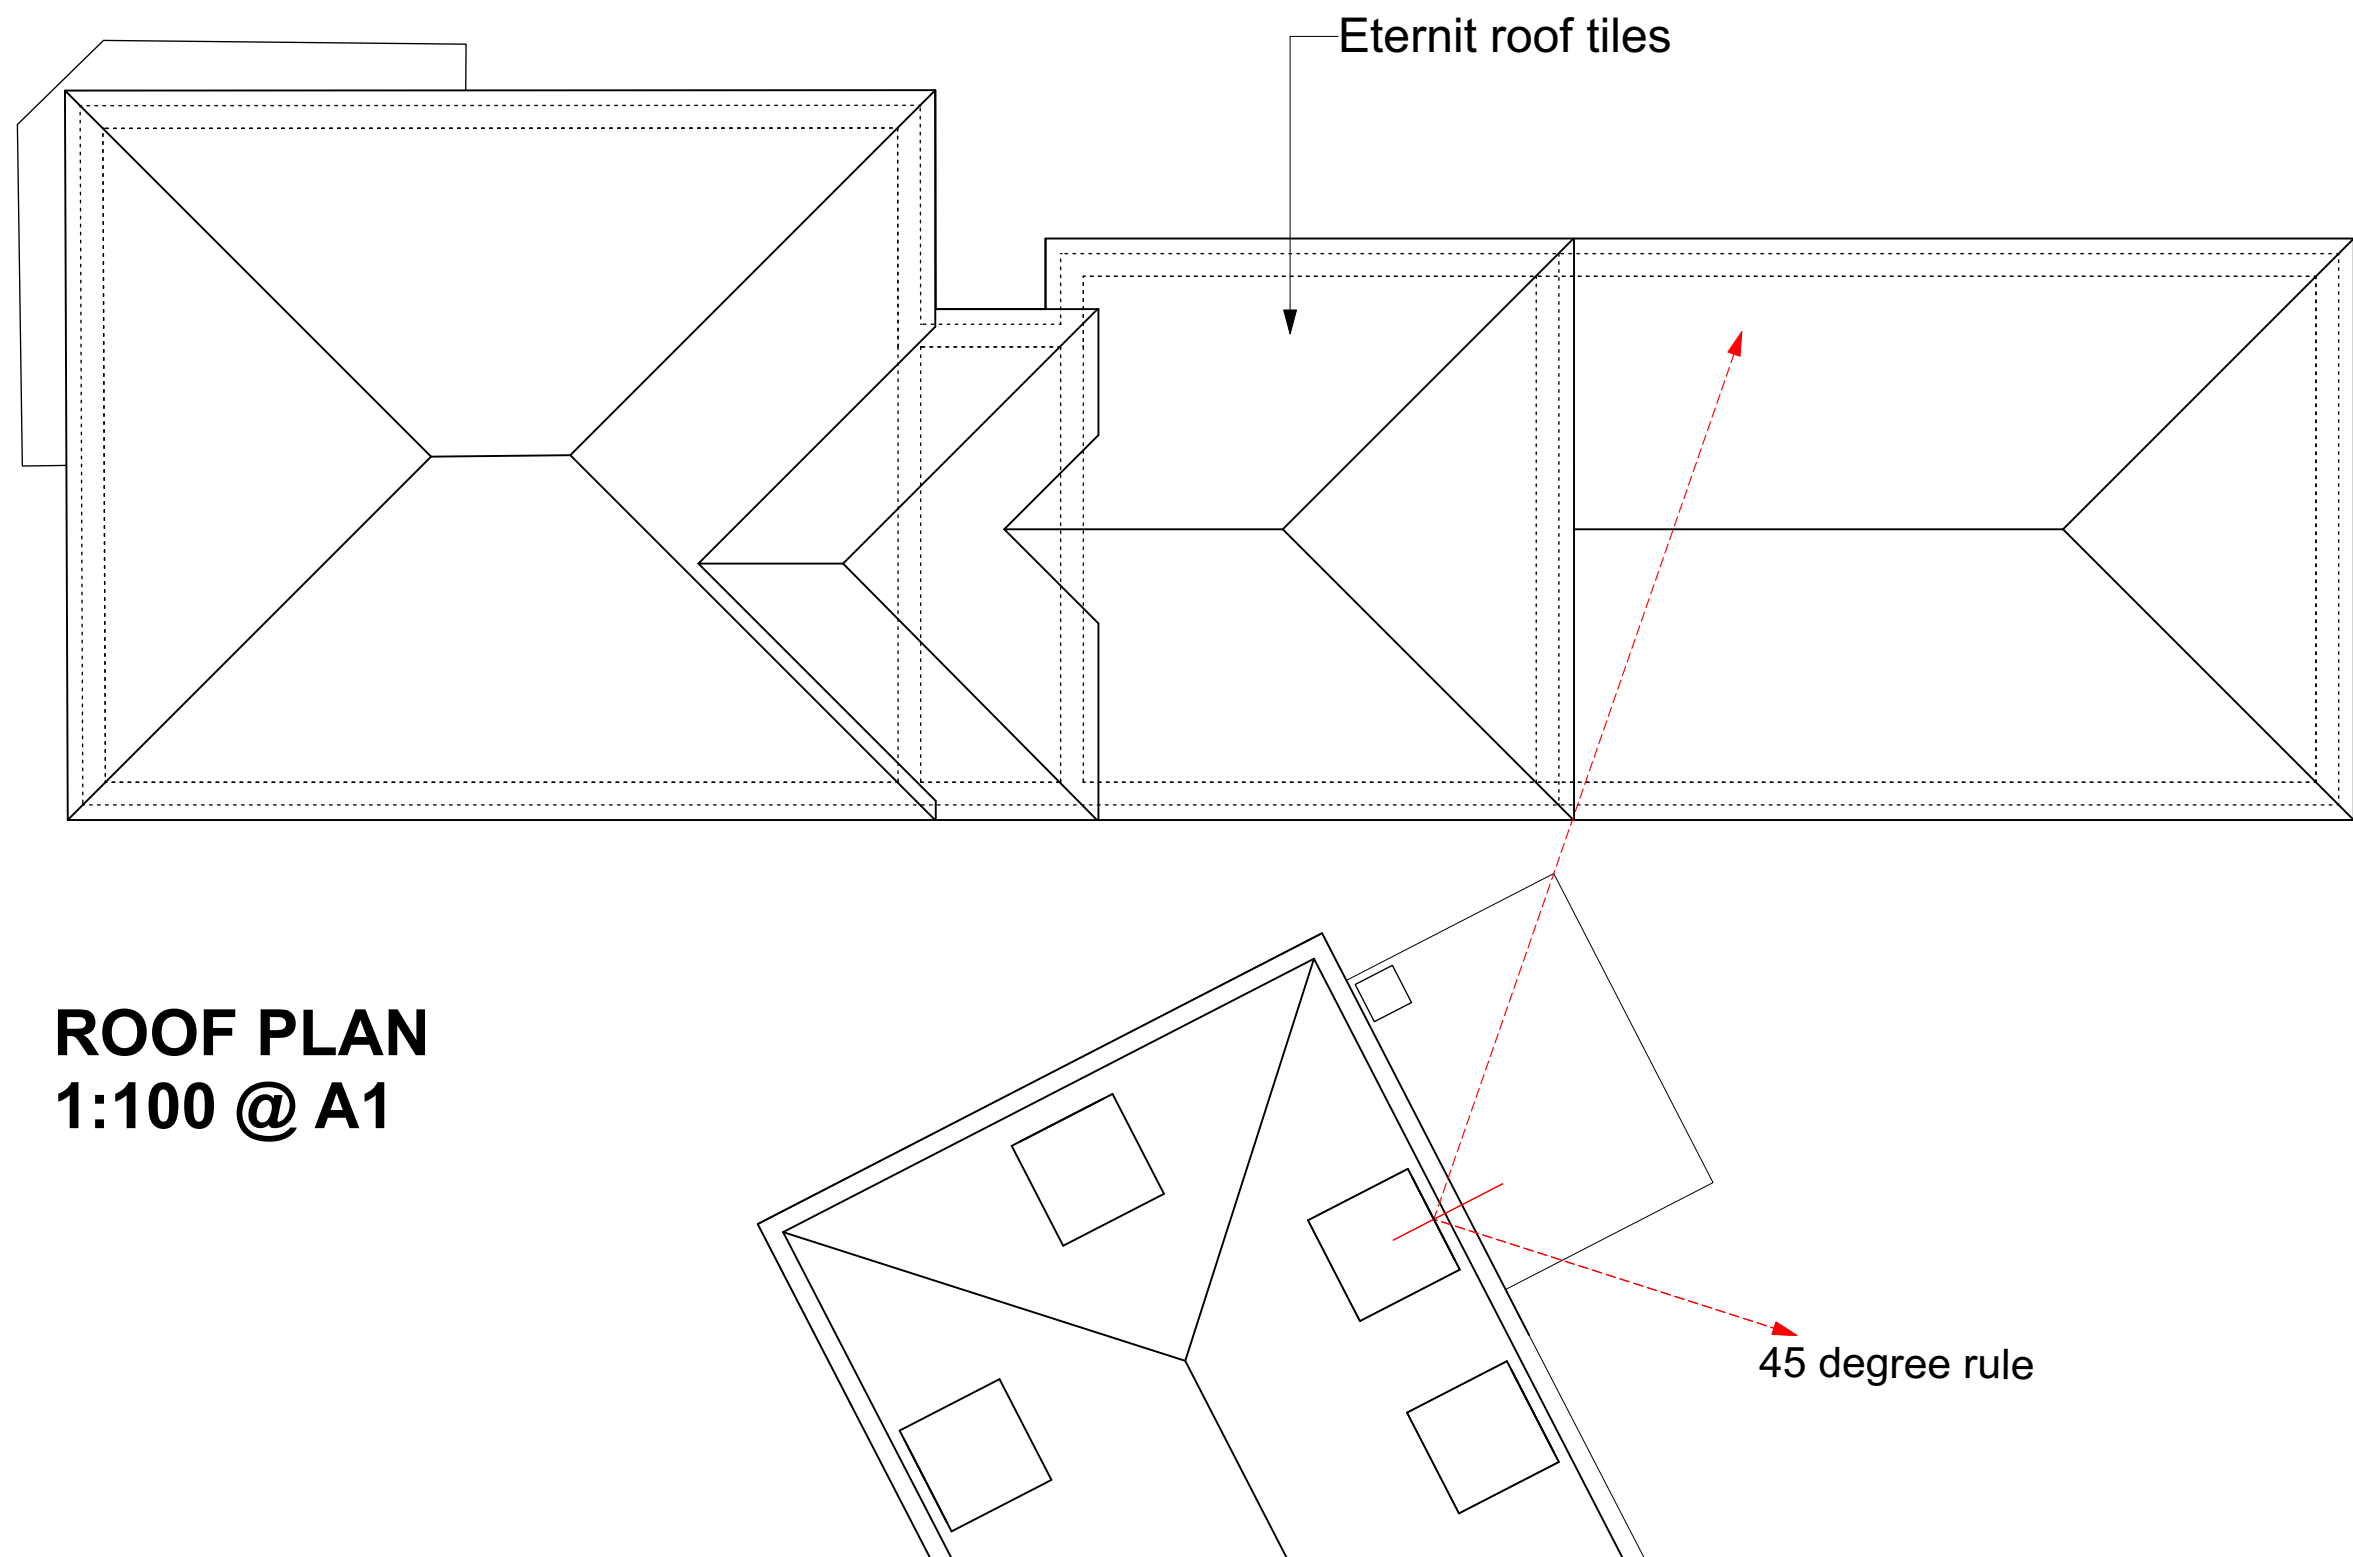 Eternit roof tiles
ROOF PLAN
1:100 @ A1
45 degree rule